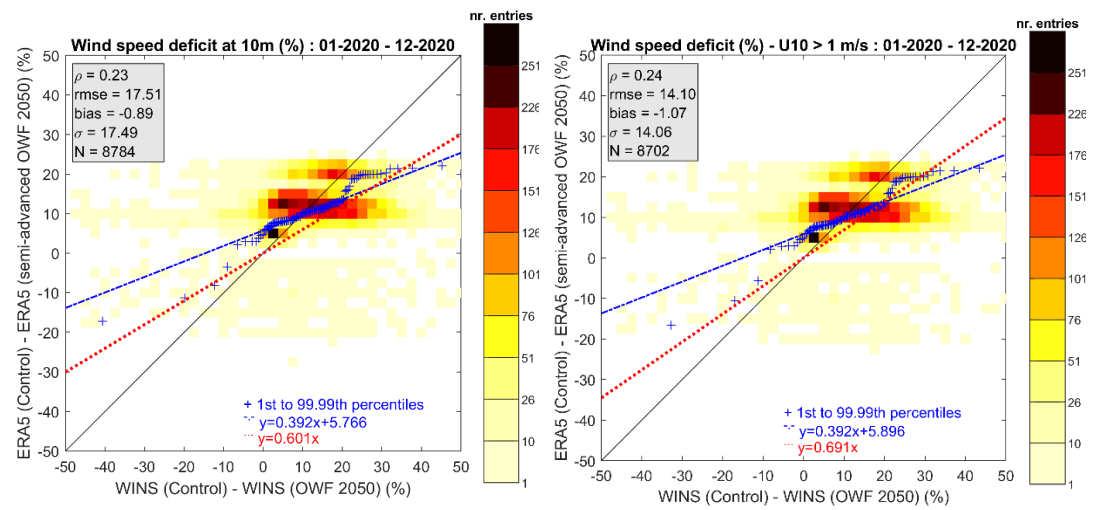 nr. entries
Wind speed deficit at 10m (%) : 01-2020 - 12-2020
ρ = 0.23
rmse = 17.51
bias = -0.89
σ = 17.49
N = 8784
ERA5 (Control) - ERA5 (semi-advanced OWF 2050) (%)
50
40
30
20
10
0
-10
-20
-30
-40
-50
+ 1st to 99.99th percentiles
y=0.392x+5.766
y=0.601x
-50 -40 -30 -20 -10 0 10 20 30 40 50
WINS (Control) - WINS (OWF 2050) (%)
251
226
201
176
151
126
101
76
51
26
10
1
nr. entries
Wind speed deficit (%) - U10 > 1 m/s : 01-2020 - 12-2020
ρ = 0.24
rmse = 14.10
bias = -1.07
σ = 14.06
N = 8702
ERA5 (Control) - ERA5 (semi-advanced OWF 2050) (%)
50
40
30
20
10
0
-10
-20
-30
-40
-50
+ 1st to 99.99th percentiles
y=0.392x+5.896
y=0.691x
-50 -40 -30 -20 -10 0 10 20 30 40 50
WINS (Control) - WINS (OWF 2050) (%)
251
226
201
176
151
126
101
76
51
26
10
1